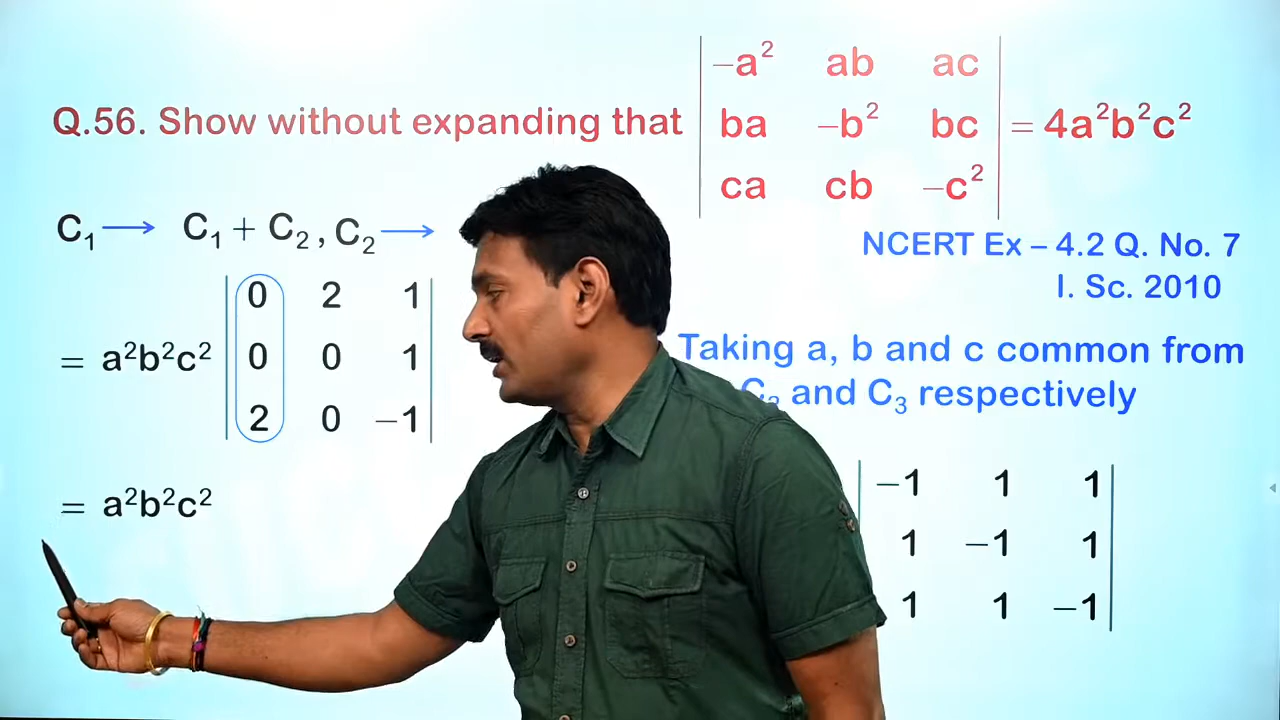 Q.56. Show without expanding that | −a² ab ac |
| ba −b² bc | = 4a²b²c²
| ca cb −c² |
C₁ ⟶ C₁ + C₂ , C₂ ⟶
NCERT Ex – 4.2 Q. No. 7
I. Sc. 2010
| 0 2 1 |
= a²b²c² | 0 0 1 |
| 2 0 −1 |
Taking a, b and c common from
and C₃ respectively
= a²b²c²
| −1 1 1 |
| 1 −1 1 |
| 1 1 −1 |